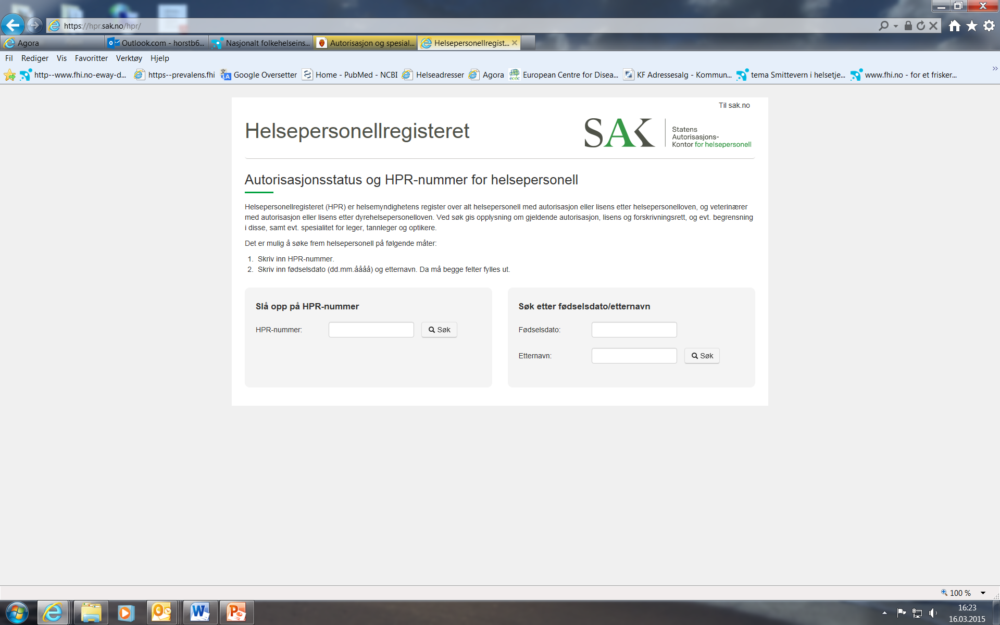 https://hpr.sak.no/hpr/
Agora
Outlook.com - horstb6...
Nasjonalt folkehelseins...
Autorisasjon og spesial...
Helsepersonellregist...
Fil Rediger Vis Favoritter Verktøy Hjelp
http--www.fhi.no-eway-d...
https--prevalens.fhi
Google Oversetter
Home - PubMed - NCBI
Helseadresser
Agora
European Centre for Disea...
KF Adressesalg - Kommun...
tema Smittevern i helsetje...
www.fhi.no - for et frisker...
Til sak.no
Helsepersonellregisteret
SAK
Statens
Autorisasjons-
Kontor for helsepersonell
Autorisasjonsstatus og HPR-nummer for helsepersonell
Helsepersonellregisteret (HPR) er helsemyndighetens register over alt helsepersonell med autorisasjon eller lisens etter helsepersonelloven, og veterinærer
med autorisasjon eller lisens etter dyrehelsepersonelloven. Ved søk gis opplysning om gjeldende autorisasjon, lisens og forskrivningsrett, og evt. begrensning
i disse, samt evt. spesialitet for leger, tannleger og optikere.
Det er mulig å søke frem helsepersonell på følgende måter:
1. Skriv inn HPR-nummer.
2. Skriv inn fødselsdato (dd.mm.åååå) og etternavn. Da må begge felter fylles ut.
Slå opp på HPR-nummer
HPR-nummer:
Søk
Søk etter fødselsdato/etternavn
Fødselsdato:
Etternavn:
Søk
100 %
16:23
16.03.2015